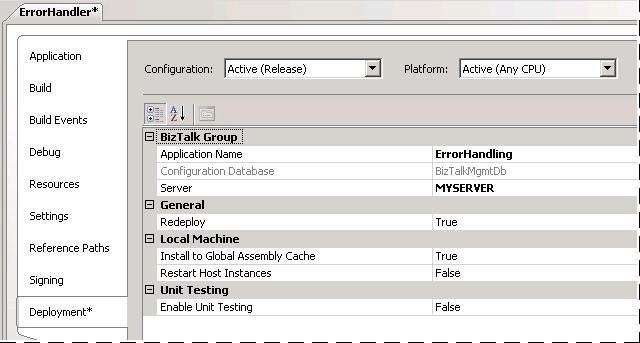 ErrorHandler*
Application
Build
Build Events
Debug
Resources
Settings
Reference Paths
Signing
Deployment*
Configuration: Active (Release) Platform: Active (Any CPU)
BizTalk Group
Application Name ErrorHandling
Configuration Database BizTalkMgmtDb
Server MYSERVER
General
Redeploy True
Local Machine
Install to Global Assembly Cache True
Restart Host Instances False
Unit Testing
Enable Unit Testing False